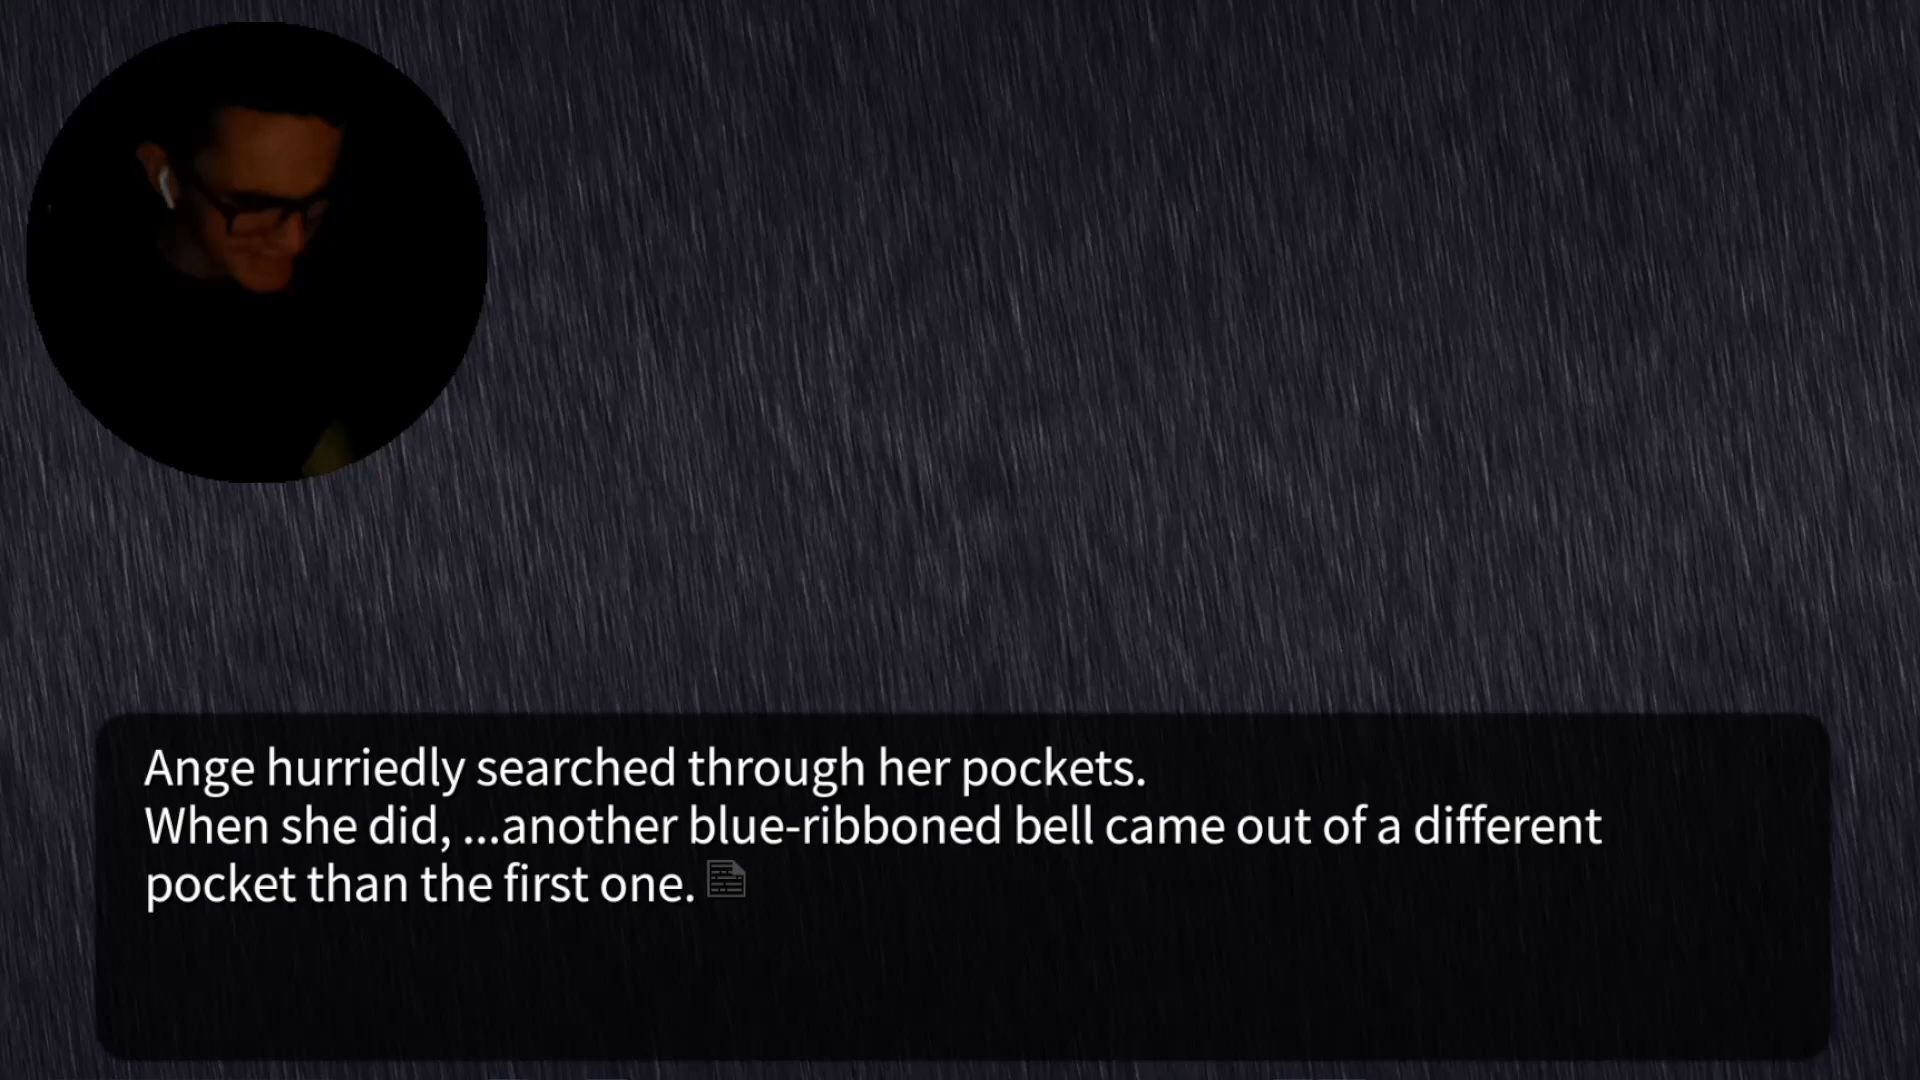 Ange hurriedly searched through her pockets.
When she did, ...another blue-ribboned bell came out of a different
pocket than the first one.